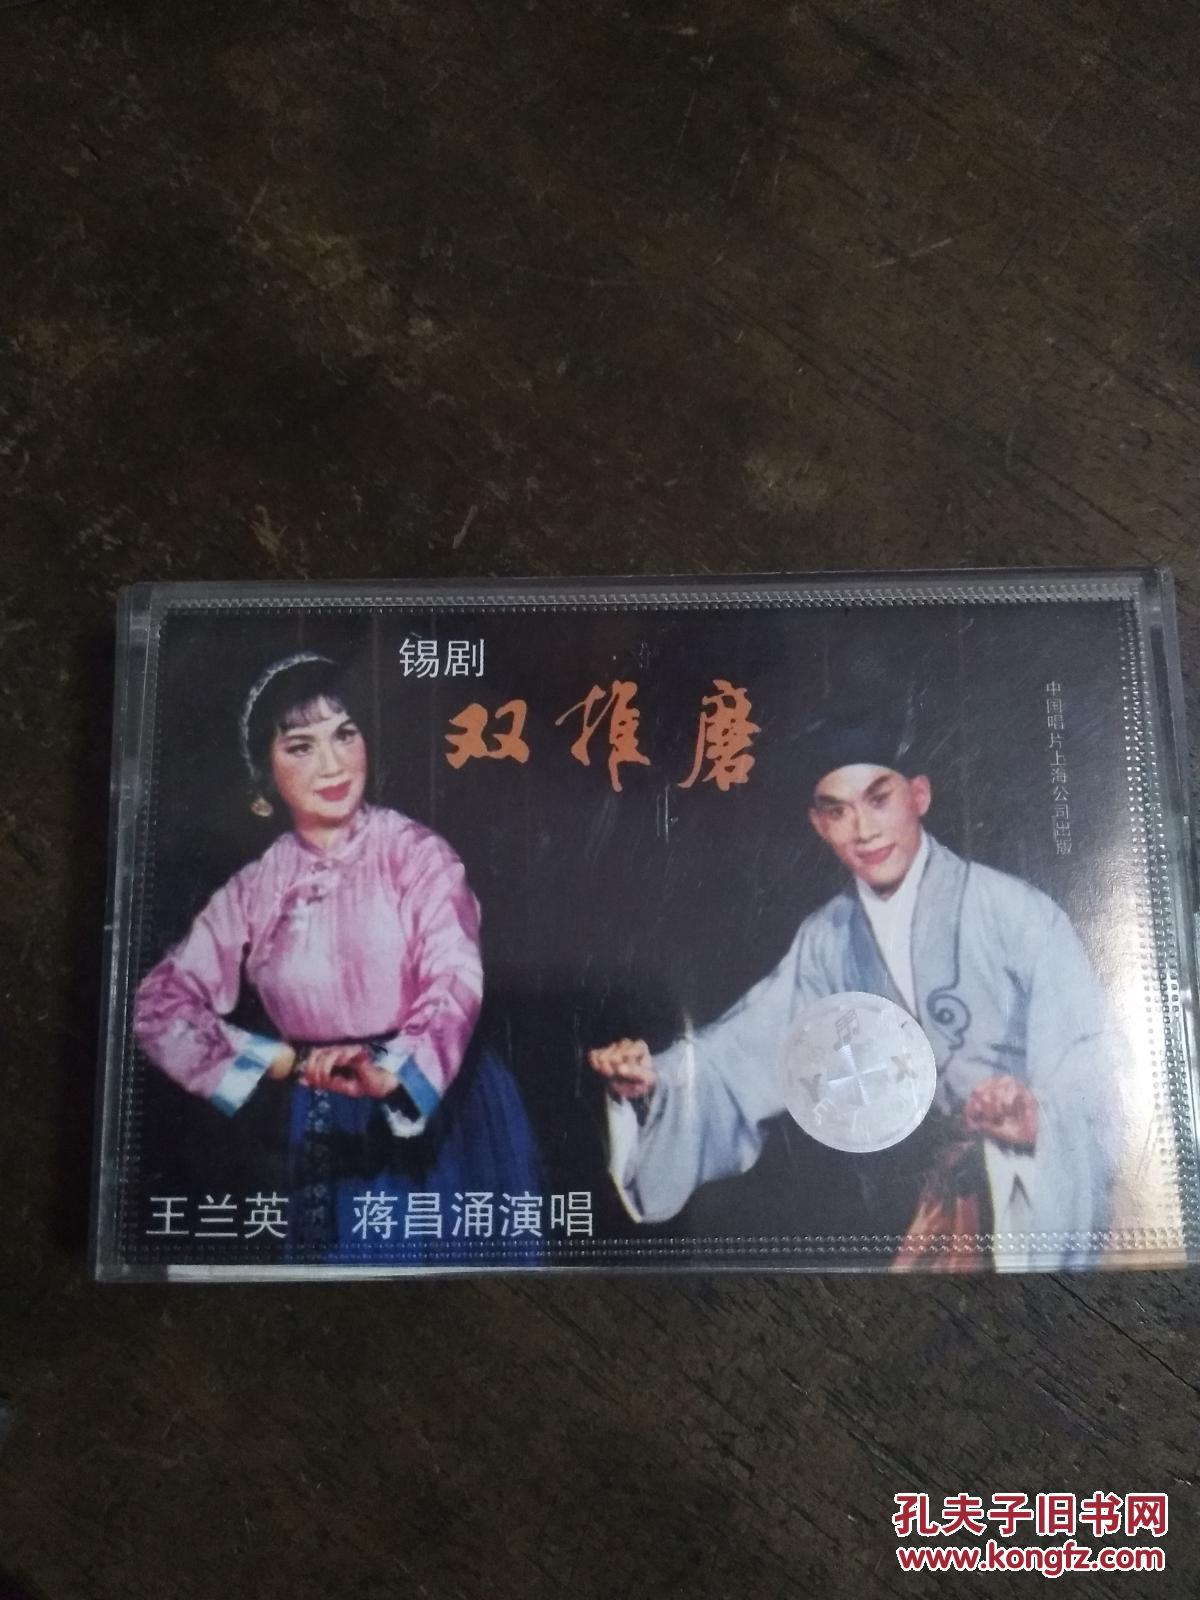 锡剧
双推磨
中国唱片上海公司出版
王兰英 蒋昌涌演唱
孔夫子旧书网
www.kongfz.com